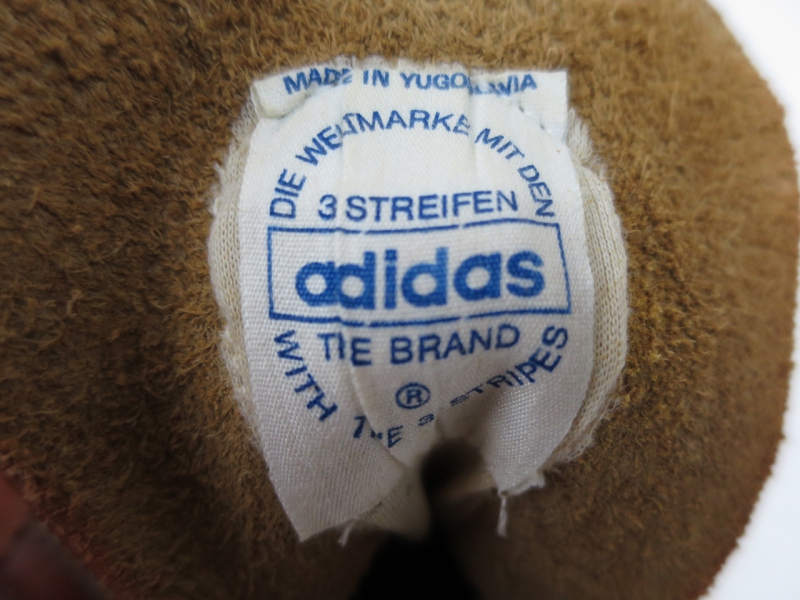 MADE IN YUGOSLAVIA
DIE WELTMARKE MIT DEN
3 STREIFEN
adidas
THE BRAND
®
WITH THE 3 STRIPES